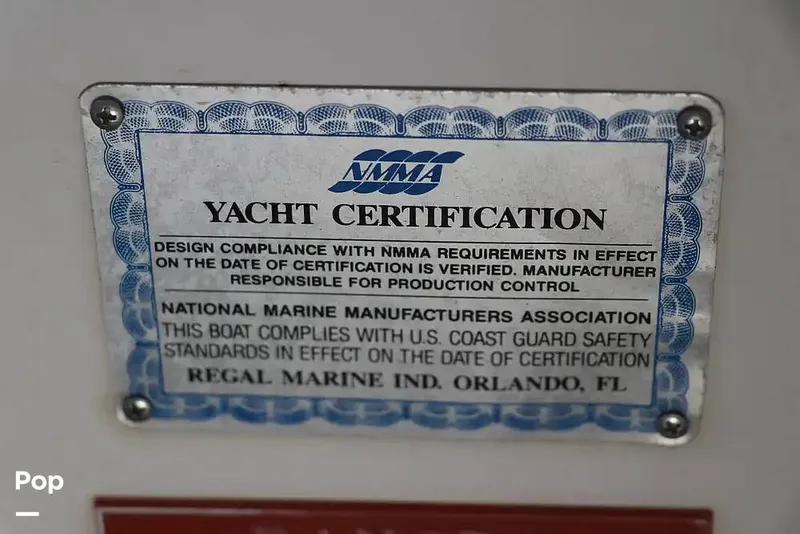 NMMA
YACHT CERTIFICATION
DESIGN COMPLIANCE WITH NMMA REQUIREMENTS IN EFFECT
ON THE DATE OF CERTIFICATION IS VERIFIED. MANUFACTURER
RESPONSIBLE FOR PRODUCTION CONTROL
NATIONAL MARINE MANUFACTURERS ASSOCIATION
THIS BOAT COMPLIES WITH U.S. COAST GUARD SAFETY
STANDARDS IN EFFECT ON THE DATE OF CERTIFICATION
REGAL MARINE IND. ORLANDO, FL
Pop